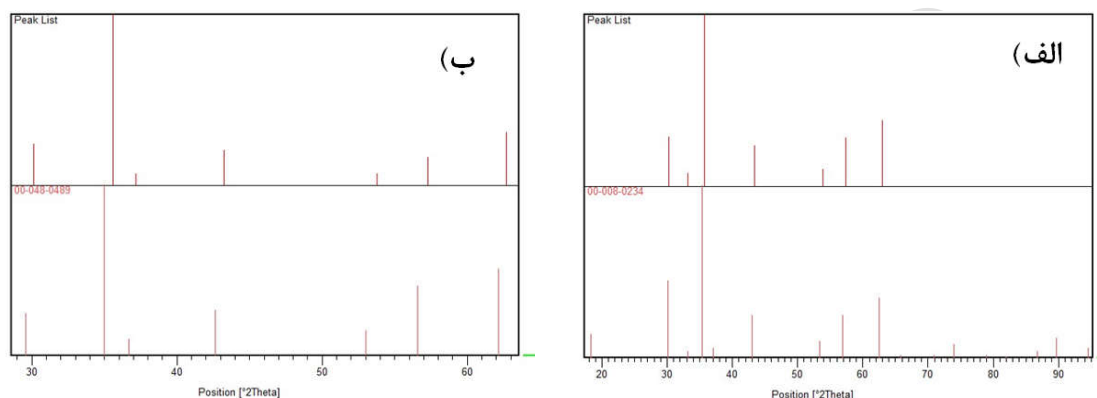 Peak List
ب)
00-048-0489
30 40 50 60
Position [°2Theta]
Peak List
الف)
00-008-0234
20 30 40 50 60 70 80 90
Position [°2Theta]